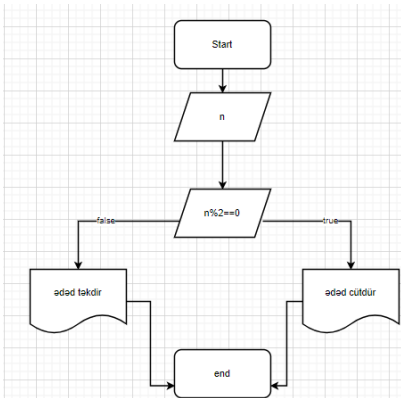 Start
n
n%2==0
false
true
ədəd təkdir
ədəd cütdür
end